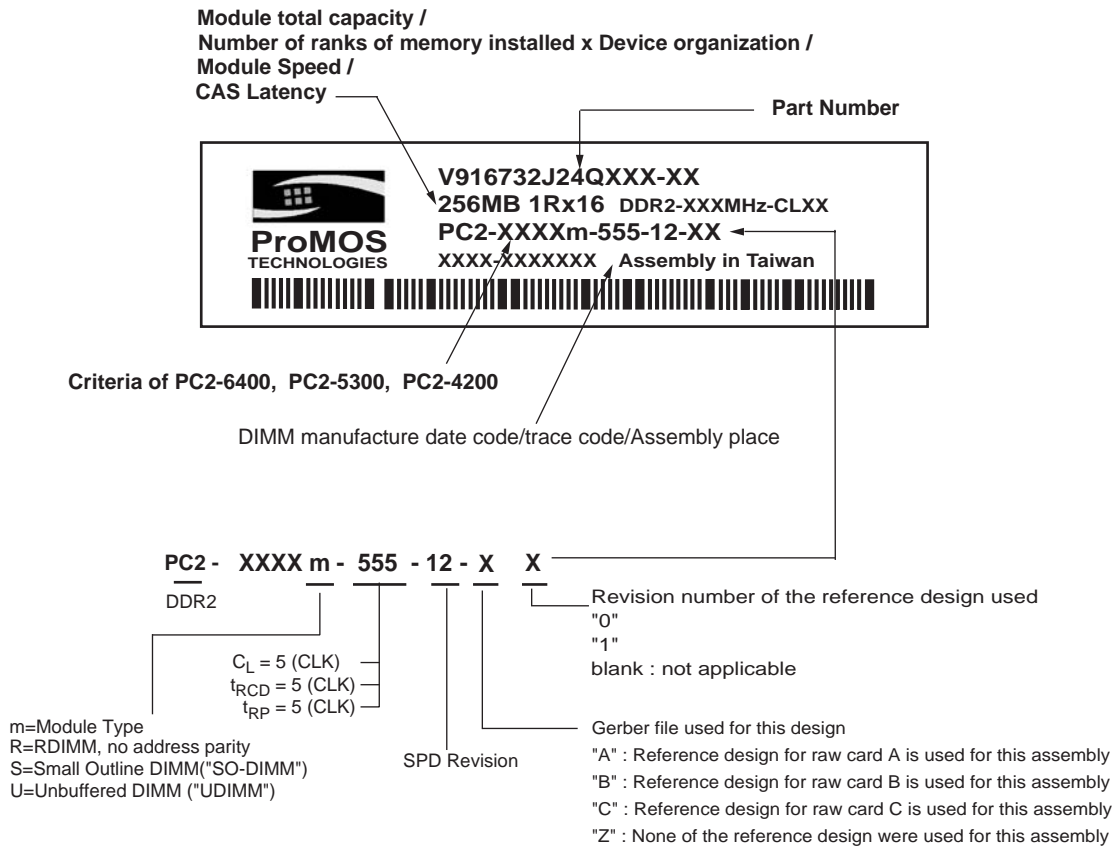 Module total capacity /
Number of ranks of memory installed x Device organization /
Module Speed /
CAS Latency
Part Number
V916732J24QXXX-XX
256MB 1Rx16 DDR2-XXXMHz-CLXX
PC2-XXXXm-555-12-XX
XXXX-XXXXXXX Assembly in Taiwan
ProMOS
TECHNOLOGIES
Criteria of PC2-6400, PC2-5300, PC2-4200
DIMM manufacture date code/trace code/Assembly place
PC2 - XXXX m - 555 - 12 - X X
DDR2
Revision number of the reference design used
"0"
"1"
blank : not applicable
CL = 5 (CLK)
tRCD = 5 (CLK)
tRP = 5 (CLK)
m=Module Type
R=RDIMM, no address parity
S=Small Outline DIMM("SO-DIMM")
U=Unbuffered DIMM ("UDIMM")
SPD Revision
Gerber file used for this design
"A" : Reference design for raw card A is used for this assembly
"B" : Reference design for raw card B is used for this assembly
"C" : Reference design for raw card C is used for this assembly
"Z" : None of the reference design were used for this assembly